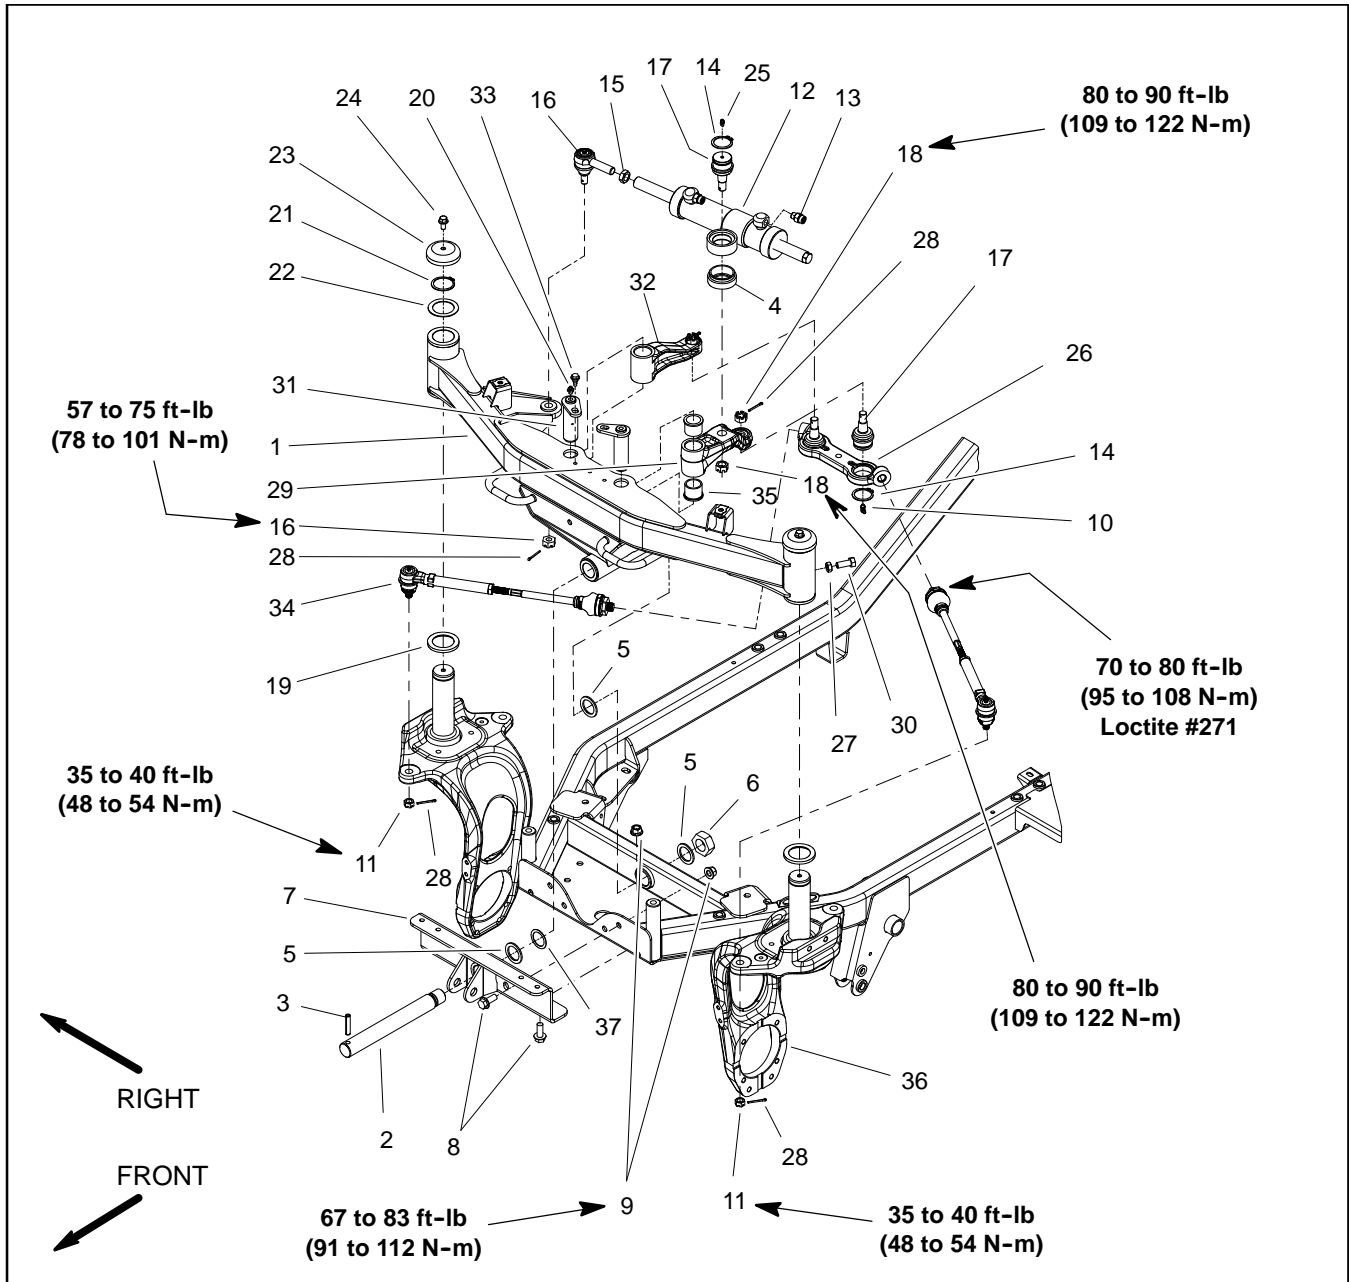 17 14 25
33 15 12 80 to 90 ft-lb
24 20 16 13 (109 to 122 N-m)
17 18
23
21 28 17
22 32 4
26
31
57 to 75 ft-lb
(78 to 101 N-m) 1
14
29 35 18
16 10
28
34
5 70 to 80 ft-lb
19 (95 to 108 N-m)
27 30 Loctite #271
35 to 40 ft-lb 5 6
(48 to 54 N-m)
11 28
7
5
80 to 90 ft-lb
3 37 (109 to 122 N-m)
36
RIGHT
2 8
28
FRONT
67 to 83 ft-lb 9 11 35 to 40 ft-lb
(91 to 112 N-m) (48 to 54 N-m)